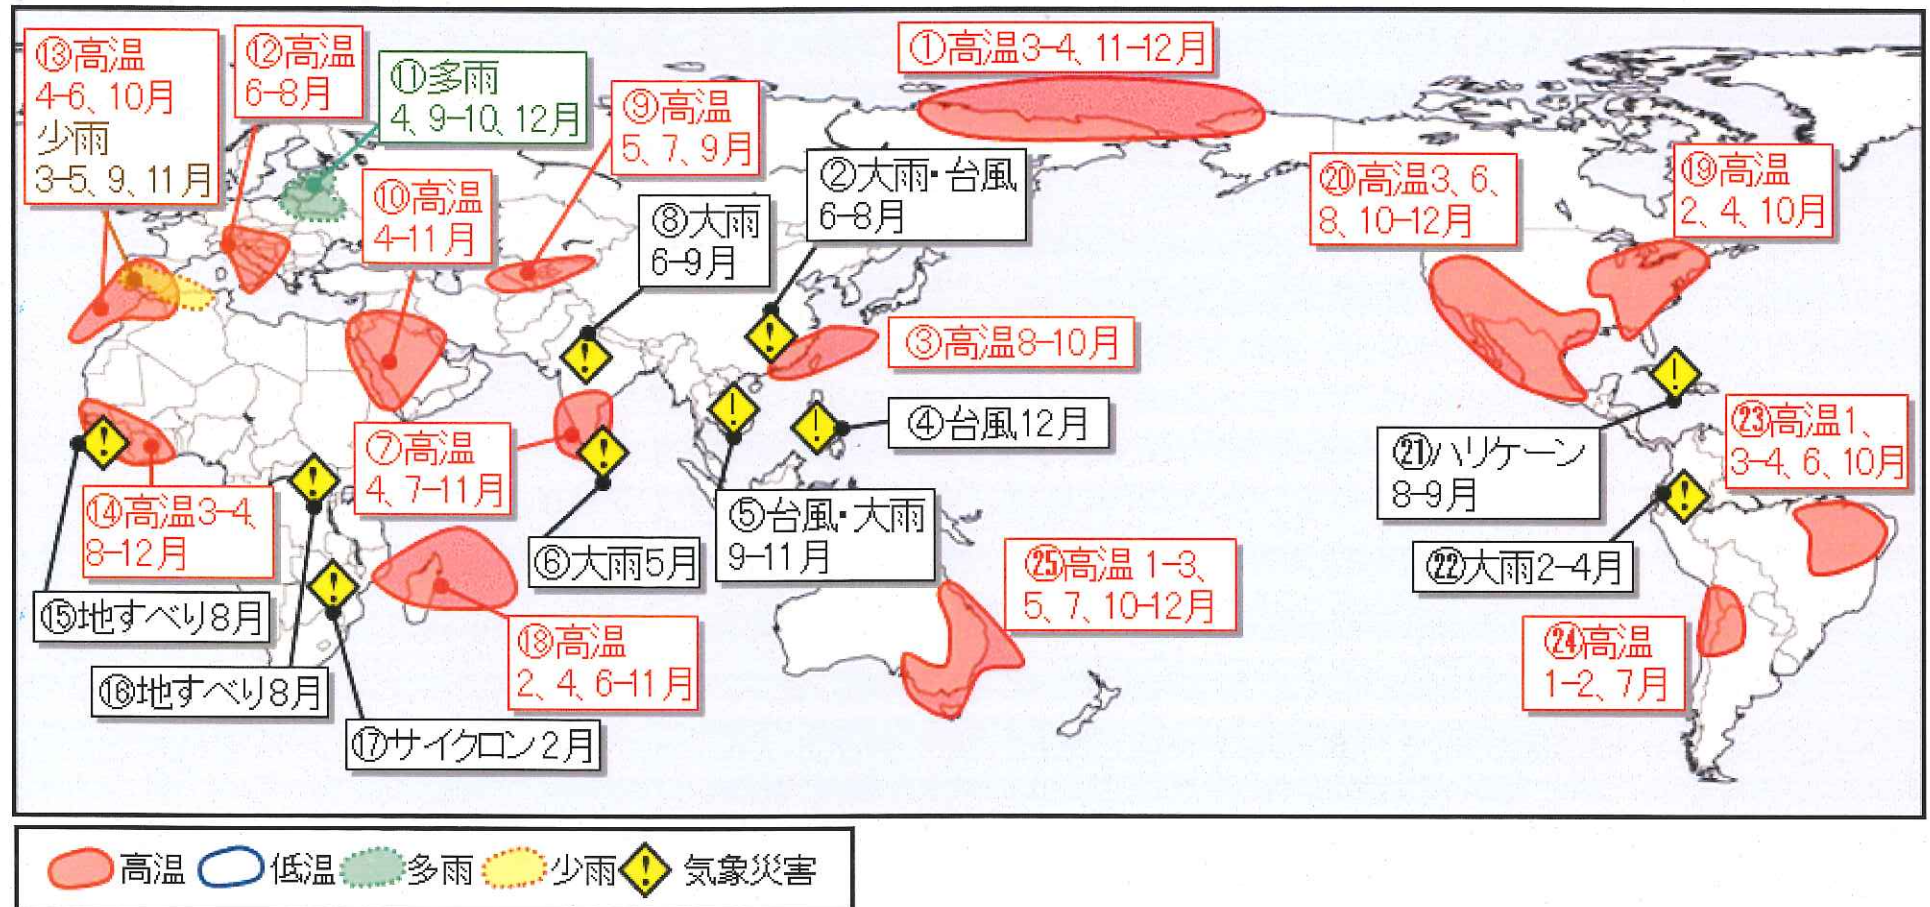 ⑬高温
4-6、10月
少雨
3-5、9、11月
⑫高温
6-8月
⑪多雨
4、9-10、12月
⑨高温
5、7、9月
①高温3-4、11-12月
⑩高温
4-11月
⑧大雨
6-9月
②大雨・台風
6-8月
⑳高温3、6、
8、10-12月
⑲高温
2、4、10月
③高温8-10月
④台風12月
⑦高温
4、7-11月
㉑ハリケーン
8-9月
㉓高温1、
3-4、6、10月
⑭高温3-4、
8-12月
⑥大雨5月
⑤台風・大雨
9-11月
㉕高温1-3、
5、7、10-12月
㉒大雨2-4月
⑮地すべり8月
⑯地すべり8月
⑱高温
2、4、6-11月
㉔高温
1-2、7月
⑰サイクロン2月
高温 低温 多雨 少雨 気象災害